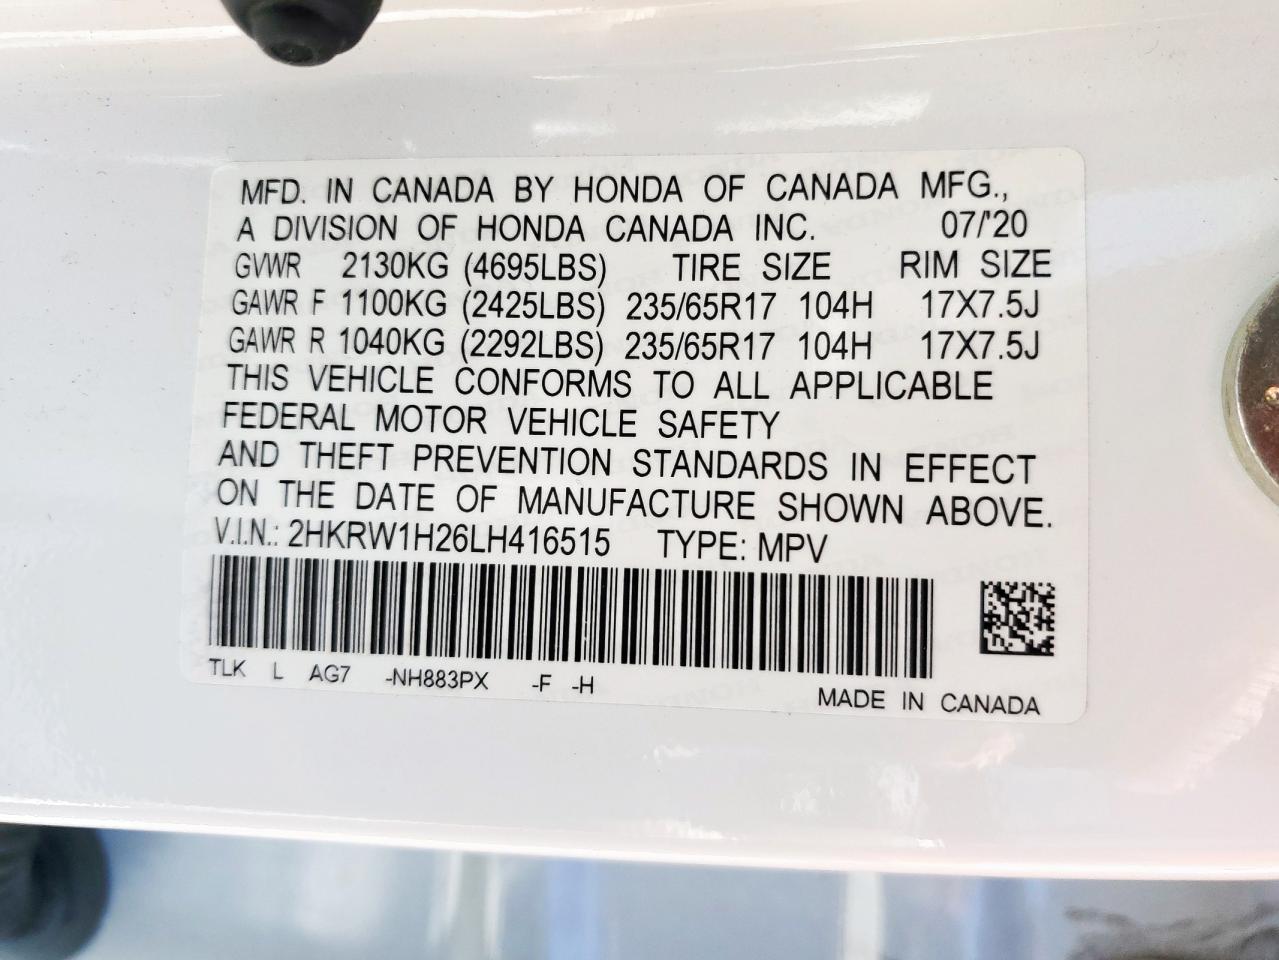 MFD. IN CANADA BY HONDA OF CANADA MFG.,
A DIVISION OF HONDA CANADA INC. 07/'20
GVWR 2130KG (4695LBS) TIRE SIZE RIM SIZE
GAWR F 1100KG (2425LBS) 235/65R17 104H 17X7.5J
GAWR R 1040KG (2292LBS) 235/65R17 104H 17X7.5J
THIS VEHICLE CONFORMS TO ALL APPLICABLE
FEDERAL MOTOR VEHICLE SAFETY
AND THEFT PREVENTION STANDARDS IN EFFECT
ON THE DATE OF MANUFACTURE SHOWN ABOVE.
V.I.N.: 2HKRW1H26LH416515 TYPE: MPV
TLK L AG7 -NH883PX -F -H
MADE IN CANADA